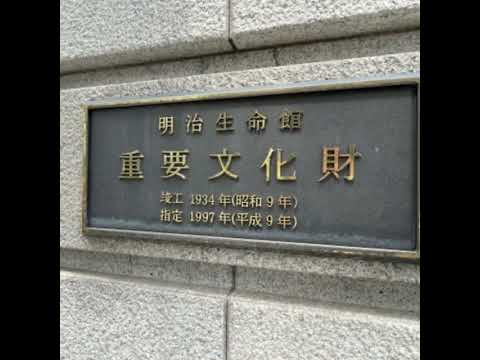 明治生命館
重要文化財
竣工 1934年(昭和9年)
指定 1997年(平成9年)